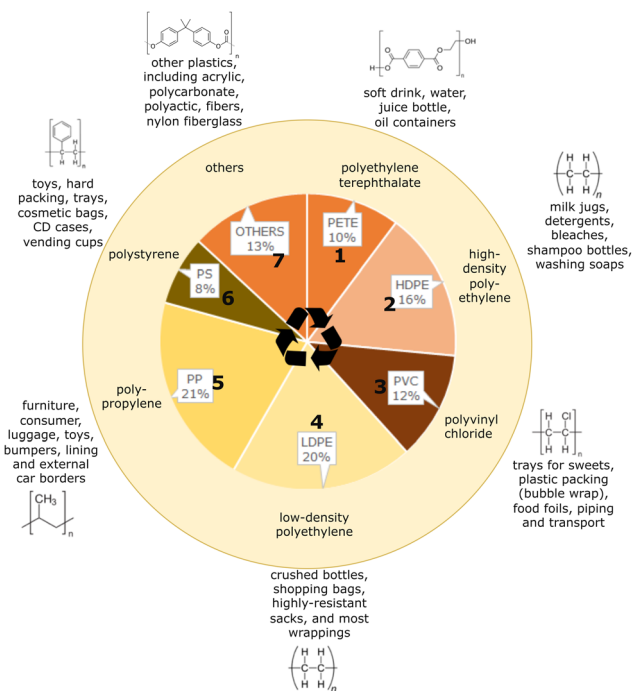 other plastics,
including acrylic,
polycarbonate,
polyactic, fibers,
nylon fiberglass
O
O
O
n
O
O
O
OH
H
O
n
soft drink, water,
juice bottle,
oil containers
H
H
C
C
H
H
n
toys, hard
packing, trays,
cosmetic bags,
CD cases,
vending cups
H H
C C
H H
n
milk jugs,
detergents,
bleaches,
shampoo bottles,
washing soaps
others
polyethylene
terephthalate
polystyrene
high-
density
poly-
ethylene
OTHERS
13%
7
PETE
10%
1
PS
8%
6
2
HDPE
16%
PP
21%
5
3
PVC
12%
4
LDPE
20%
poly-
propylene
polyvinyl
chloride
low-density
polyethylene
furniture,
consumer,
luggage, toys,
bumpers, lining
and external
car borders
CH3
n
H Cl
C C
H H
n
trays for sweets,
plastic packing
(bubble wrap),
food foils, piping
and transport
crushed bottles,
shopping bags,
highly-resistant
sacks, and most
wrappings
H H
C C
H H
n